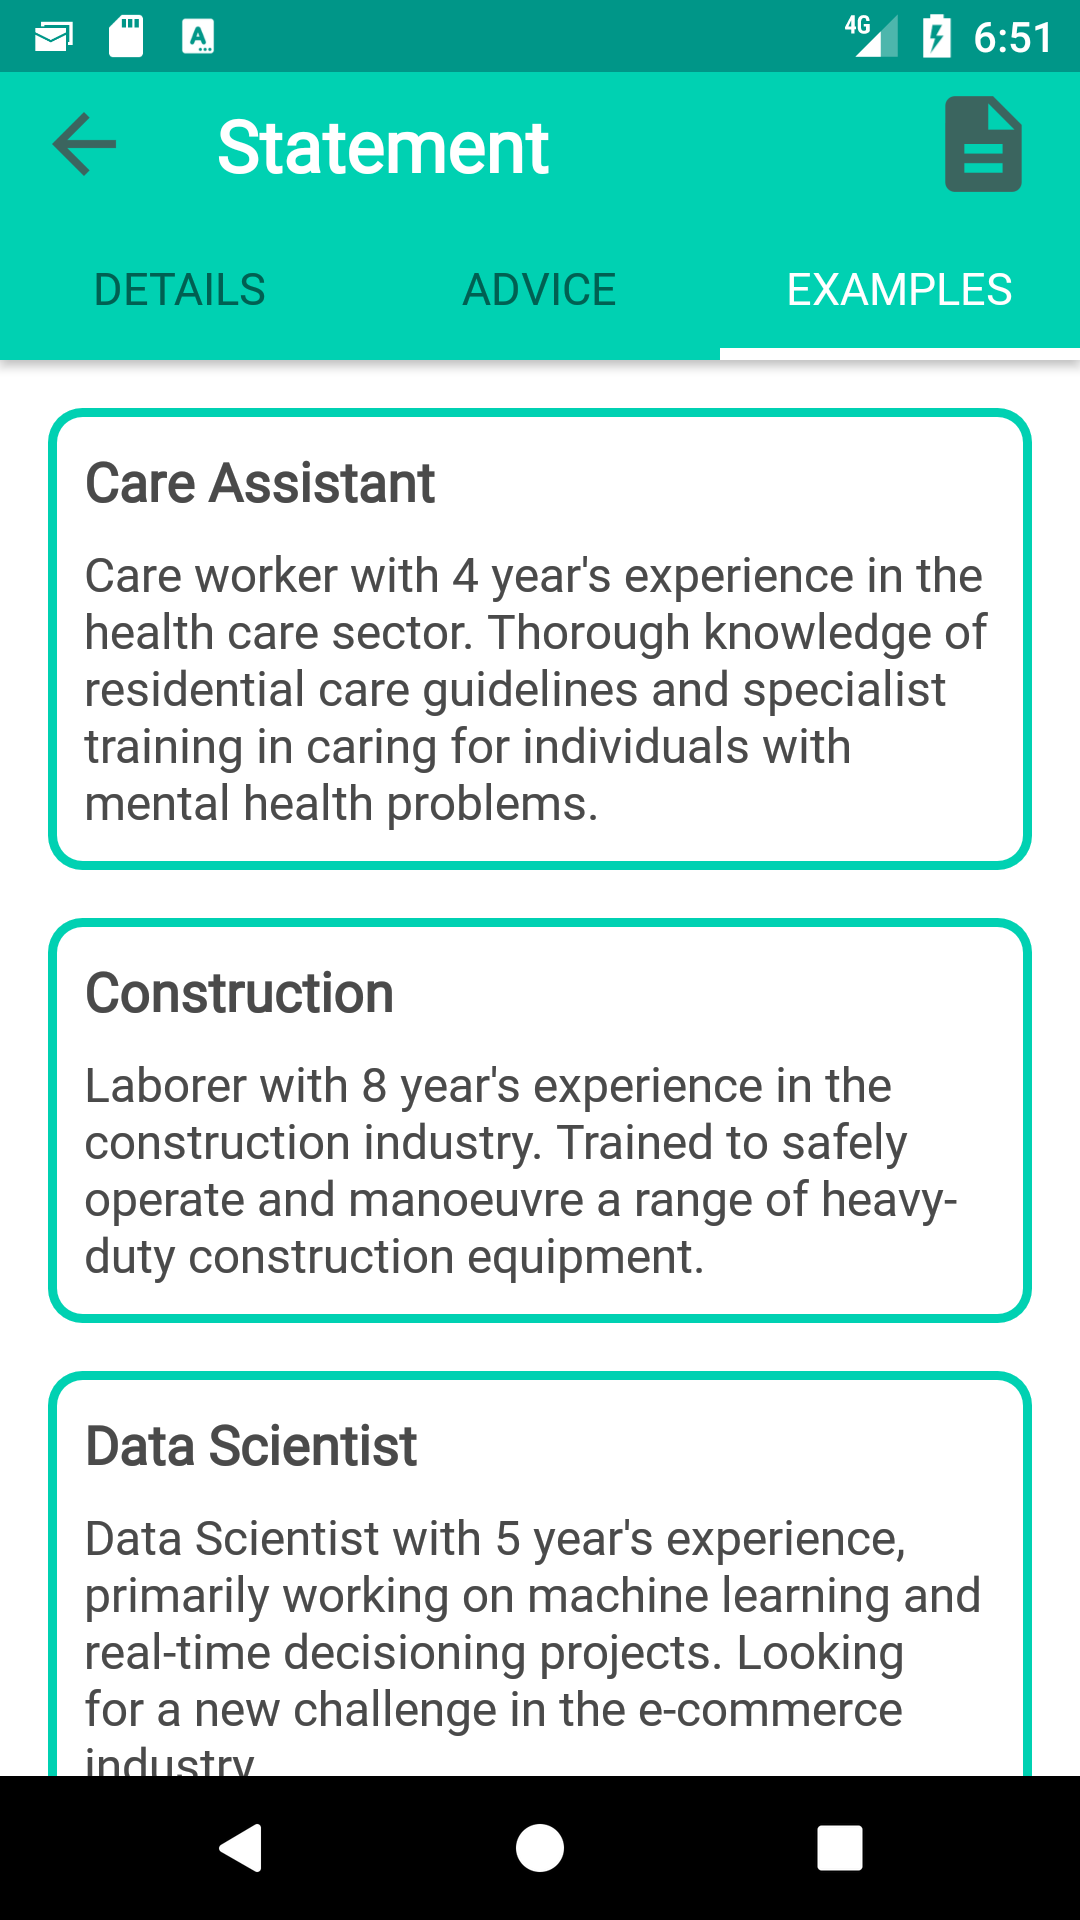 4G 6:51
Statement
DETAILS ADVICE EXAMPLES
Care Assistant
Care worker with 4 year's experience in the
health care sector. Thorough knowledge of
residential care guidelines and specialist
training in caring for individuals with
mental health problems.
Construction
Laborer with 8 year's experience in the
construction industry. Trained to safely
operate and manoeuvre a range of heavy-
duty construction equipment.
Data Scientist
Data Scientist with 5 year's experience,
primarily working on machine learning and
real-time decisioning projects. Looking
for a new challenge in the e-commerce
industry